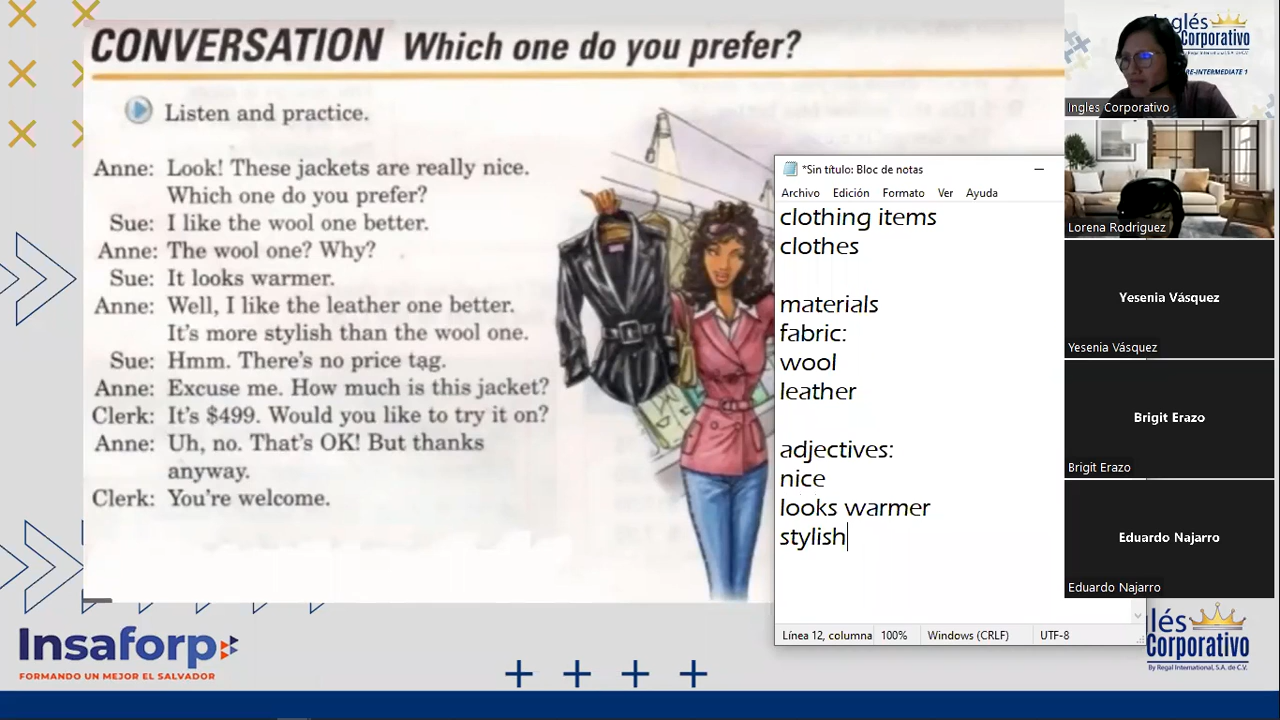 CONVERSATION Which one do you prefer?
Listen and practice.
Anne: Look! These jackets are really nice.
Which one do you prefer?
Sue: I like the wool one better.
Anne: The wool one? Why?
Sue: It looks warmer.
Anne: Well, I like the leather one better.
It's more stylish than the wool one.
Sue: Hmm. There's no price tag.
Anne: Excuse me. How much is this jacket?
Clerk: It's $499. Would you like to try it on?
Anne: Uh, no. That's OK! But thanks
anyway.
Clerk: You're welcome.
*Sin título: Bloc de notas
Archivo Edición Formato Ver Ayuda
clothing items
clothes
materials
fabric:
wool
leather
adjectives:
nice
looks warmer
stylish
Línea 12, columna 100% Windows (CRLF) UTF-8
Inglés
Corporativo
RE-INTERMEDIATE 1
Ingles Corporativo
Lorena Rodriguez
Yesenia Vásquez
Yesenia Vásquez
Brigit Erazo
Brigit Erazo
Eduardo Najarro
Eduardo Najarro
Insaforp
FORMANDO UN MEJOR EL SALVADOR
lés
Corporativo
By Regal International, S.A. de C.V.